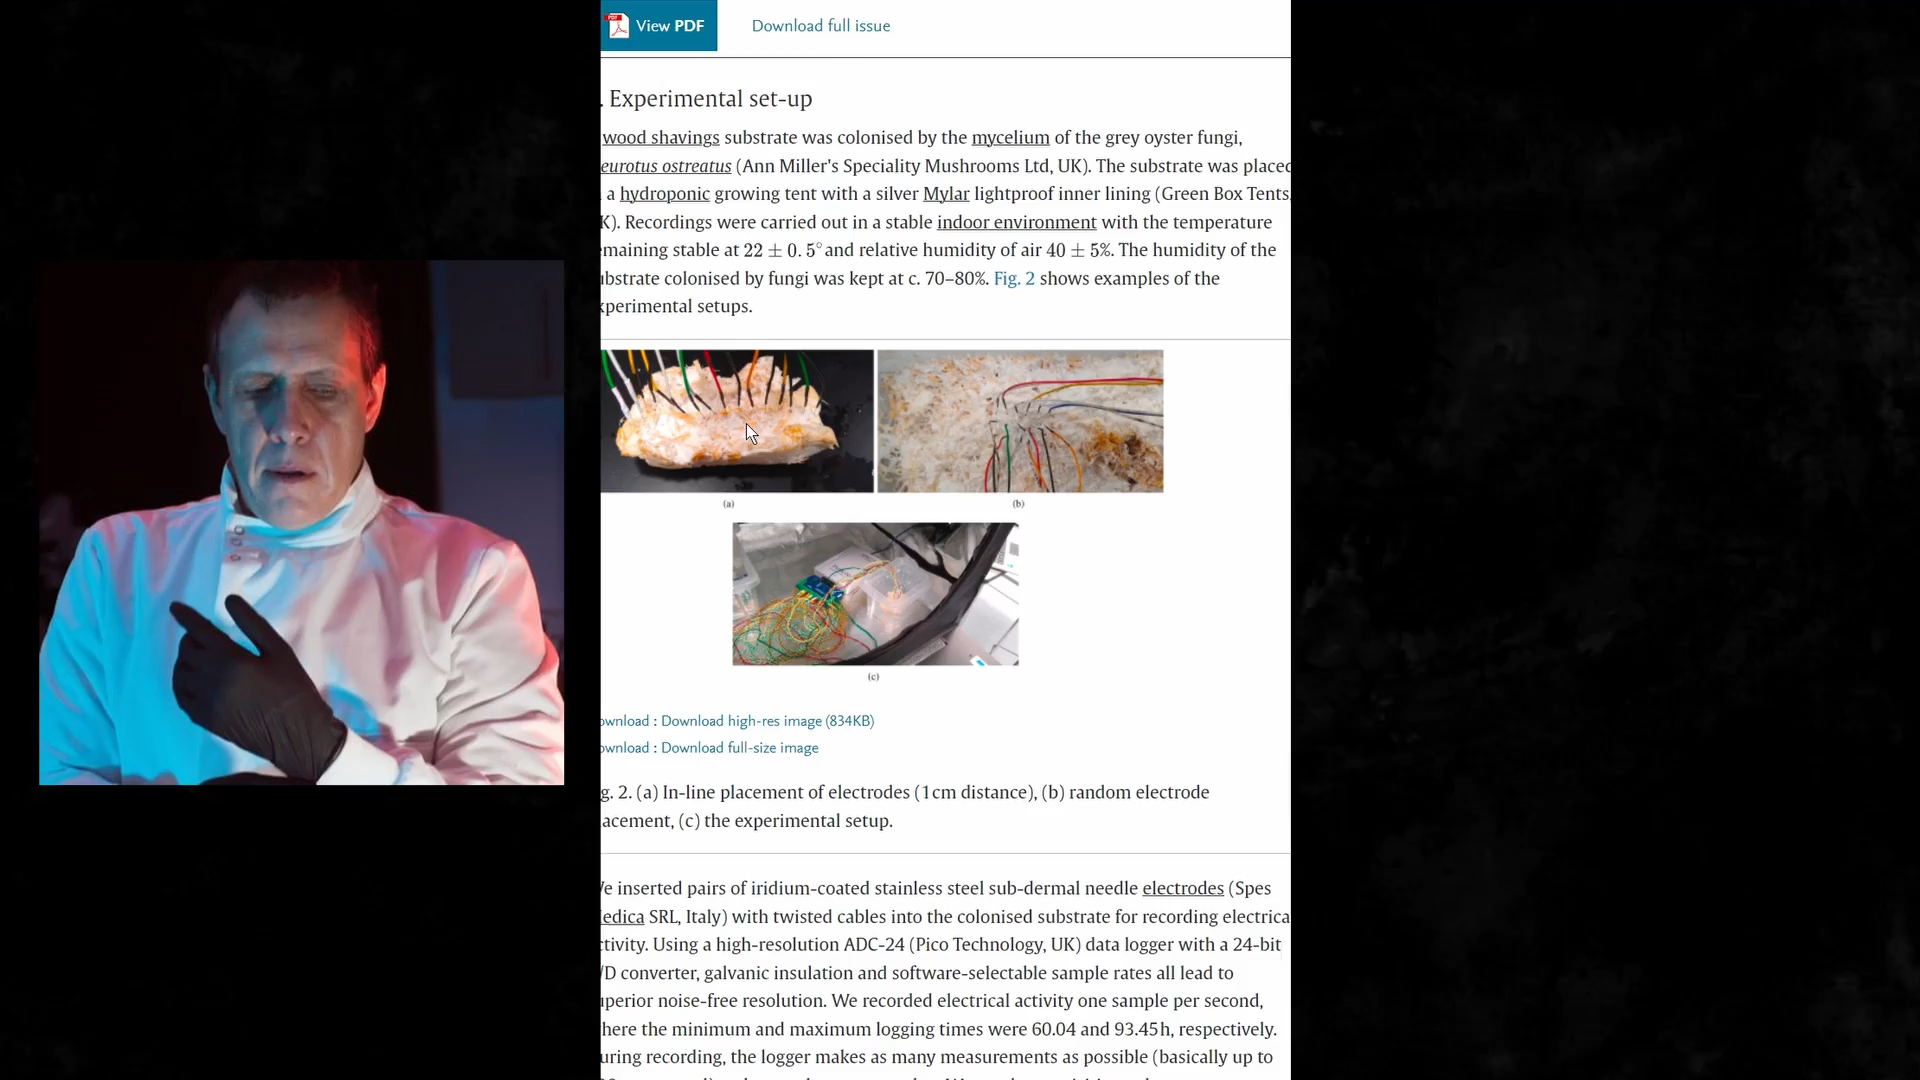 View PDF
Download full issue
. Experimental set-up
wood shavings substrate was colonised by the mycelium of the grey oyster fungi,
eurotus ostreatus (Ann Miller's Speciality Mushrooms Ltd, UK). The substrate was placed
a hydroponic growing tent with a silver Mylar lightproof inner lining (Green Box Tents,
K). Recordings were carried out in a stable indoor environment with the temperature
emaining stable at 22 ± 0. 5° and relative humidity of air 40 ± 5%. The humidity of the
ubstrate colonised by fungi was kept at c. 70–80%. Fig. 2 shows examples of the
xperimental setups.
(a)
(b)
(c)
ownload : Download high-res image (834KB)
ownload : Download full-size image
g. 2. (a) In-line placement of electrodes (1cm distance), (b) random electrode
acement, (c) the experimental setup.
e inserted pairs of iridium-coated stainless steel sub-dermal needle electrodes (Spes
edica SRL, Italy) with twisted cables into the colonised substrate for recording electrica
ctivity. Using a high-resolution ADC-24 (Pico Technology, UK) data logger with a 24-bit
/D converter, galvanic insulation and software-selectable sample rates all lead to
perior noise-free resolution. We recorded electrical activity one sample per second,
here the minimum and maximum logging times were 60.04 and 93.45h, respectively.
uring recording, the logger makes as many measurements as possible (basically up to